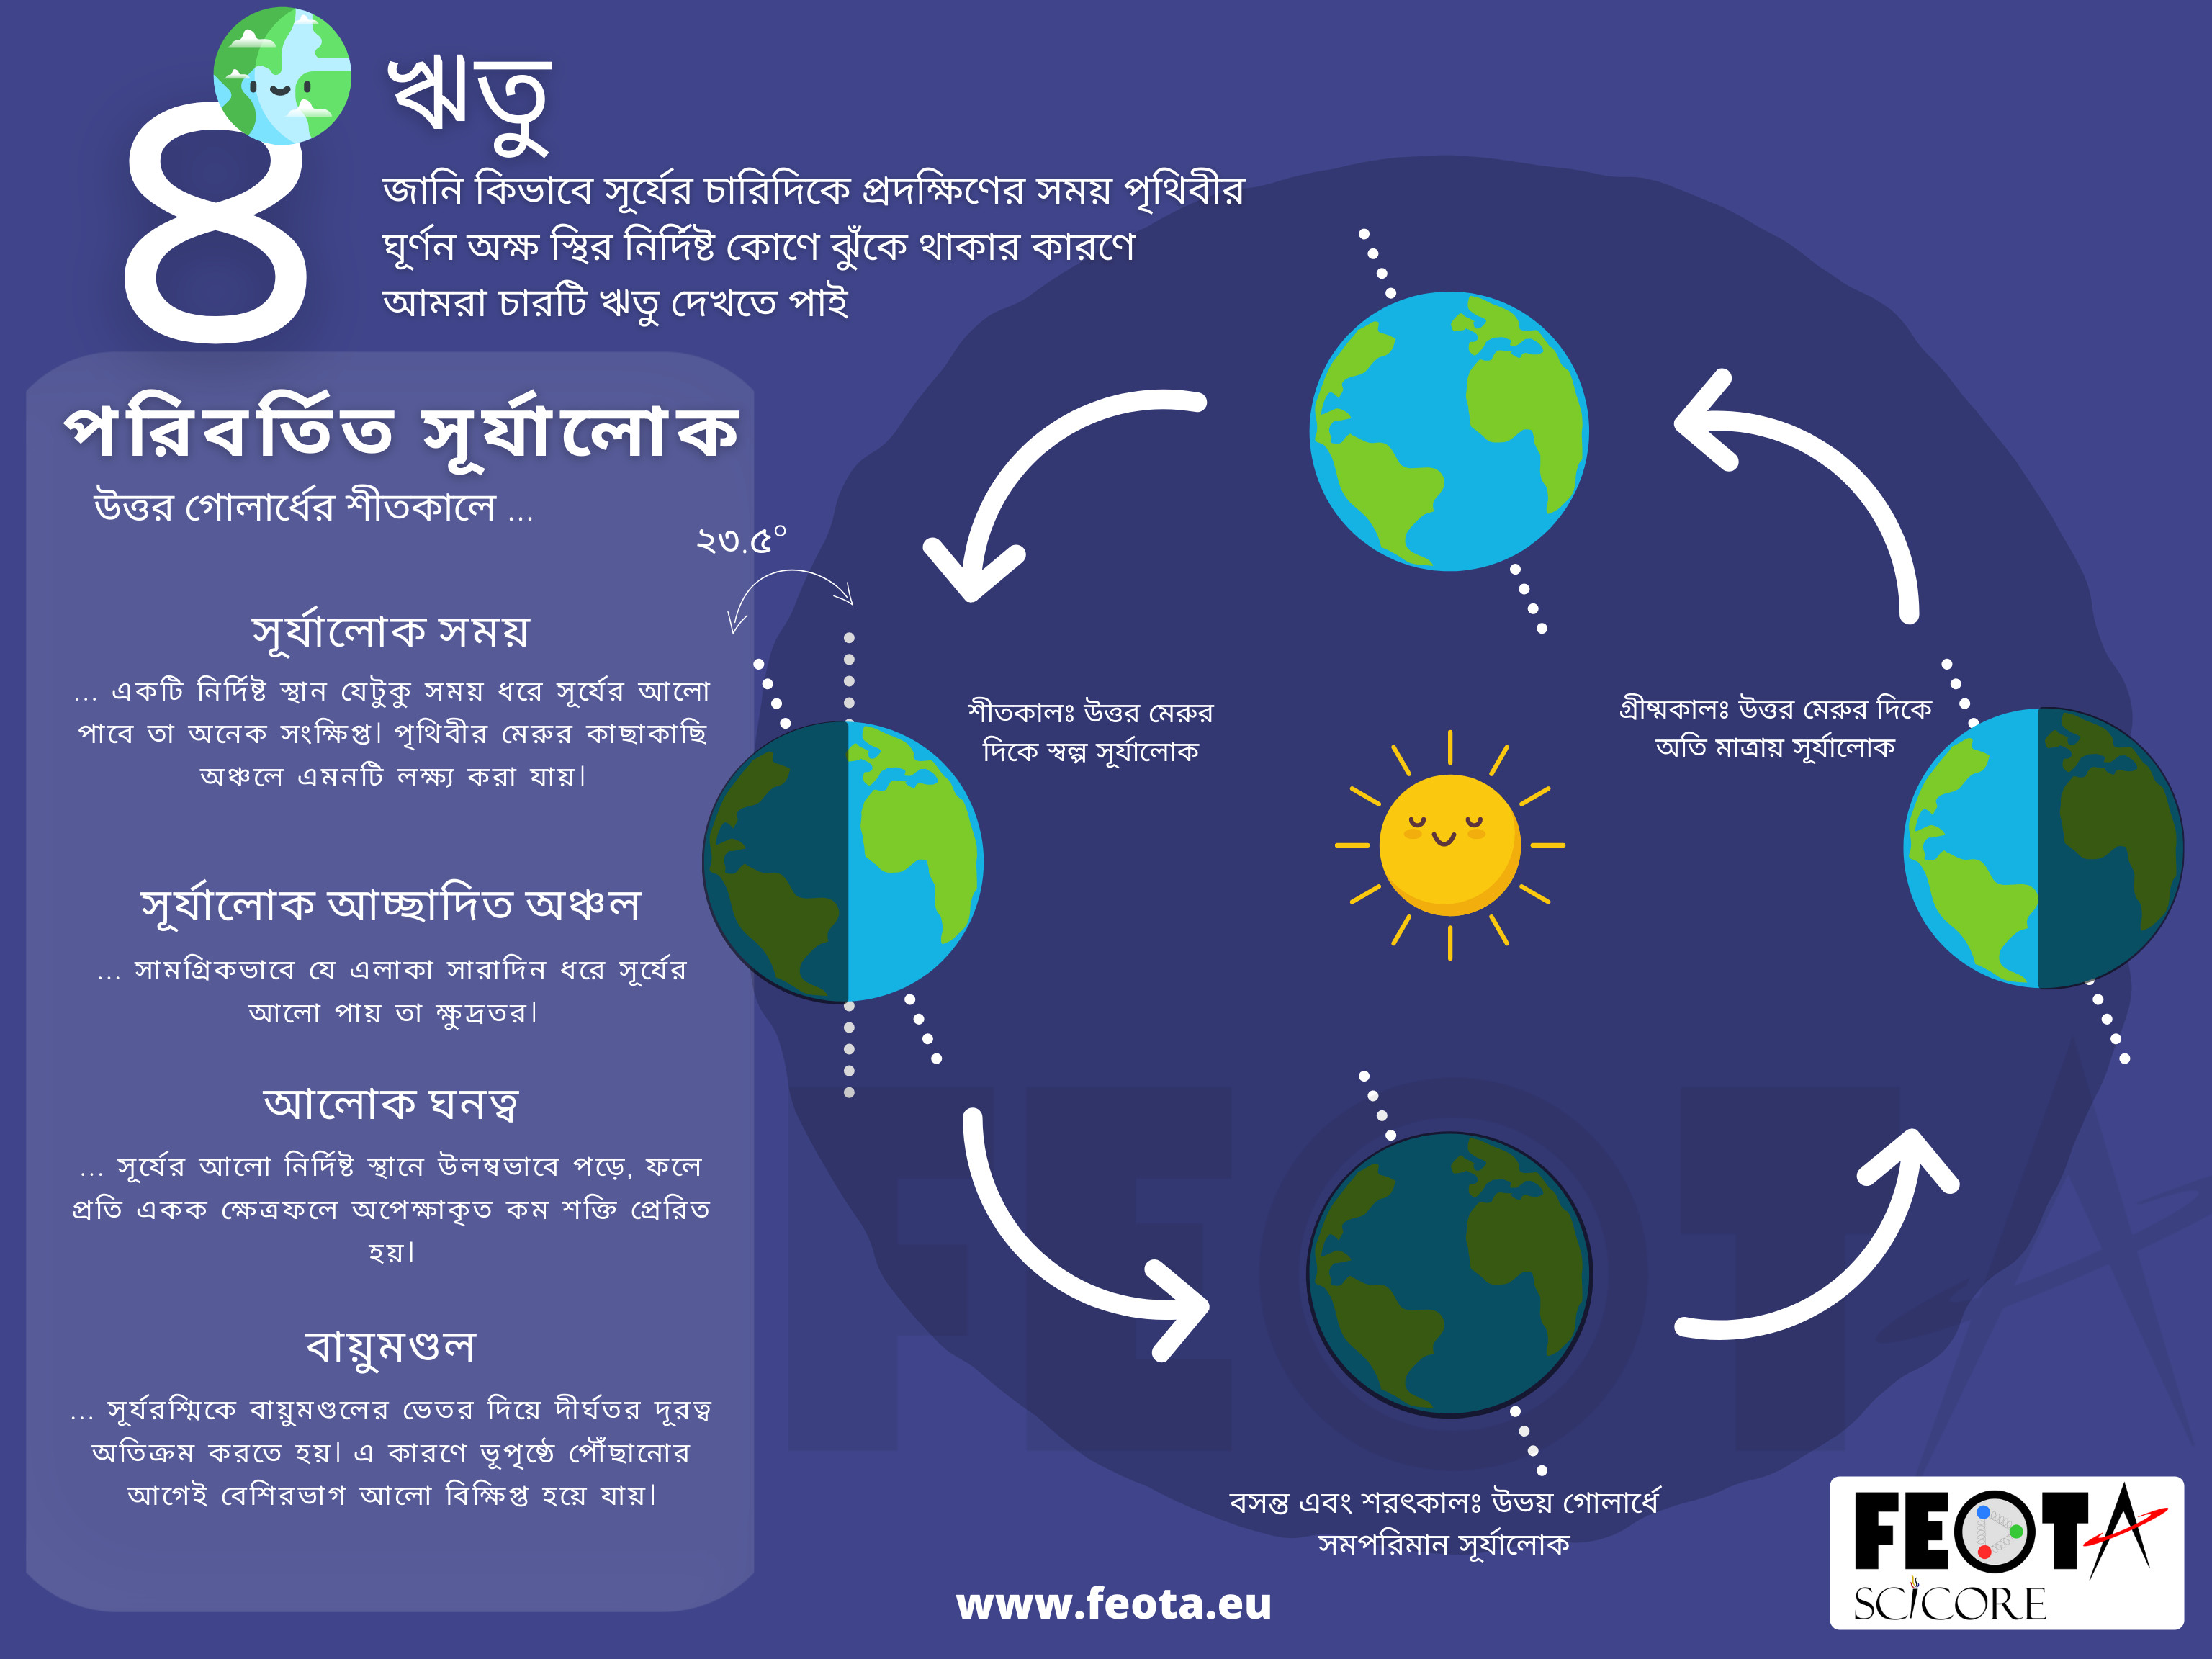 ৪
ঋতু
জানি কিভাবে সূর্যের চারিদিকে প্রদক্ষিণের সময় পৃথিবীর
ঘূর্ণন অক্ষ স্থির নির্দিষ্ট কোণে ঝুঁকে থাকার কারণে
আমরা চারটি ঋতু দেখতে পাই
পরিবর্তিত সূর্যালোক
উত্তর গোলার্ধের শীতকালে ...
সূর্যালোক সময়
... একটি নির্দিষ্ট স্থান যেটুকু সময় ধরে সূর্যের আলো
পাবে তা অনেক সংক্ষিপ্ত। পৃথিবীর মেরুর কাছাকাছি
অঞ্চলে এমনটি লক্ষ্য করা যায়।
সূর্যালোক আচ্ছাদিত অঞ্চল
... সামগ্রিকভাবে যে এলাকা সারাদিন ধরে সূর্যের
আলো পায় তা ক্ষুদ্রতর।
আলোক ঘনত্ব
... সূর্যের আলো নির্দিষ্ট স্থানে উলম্বভাবে পড়ে, ফলে
প্রতি একক ক্ষেত্রফলে অপেক্ষাকৃত কম শক্তি প্রেরিত
হয়।
বায়ুমণ্ডল
... সূর্যরশ্মিকে বায়ুমণ্ডলের ভেতর দিয়ে দীর্ঘতর দূরত্ব
অতিক্রম করতে হয়। এ কারণে ভূপৃষ্ঠে পৌঁছানোর
আগেই বেশিরভাগ আলো বিক্ষিপ্ত হয়ে যায়।
২৩.৫°
শীতকালঃ উত্তর মেরুর
দিকে স্বল্প সূর্যালোক
গ্রীষ্মকালঃ উত্তর মেরুর দিকে
অতি মাত্রায় সূর্যালোক
বসন্ত এবং শরৎকালঃ উভয় গোলার্ধে
সমপরিমান সূর্যালোক
www.feota.eu
FEOTA
FEOTA
SCICORE